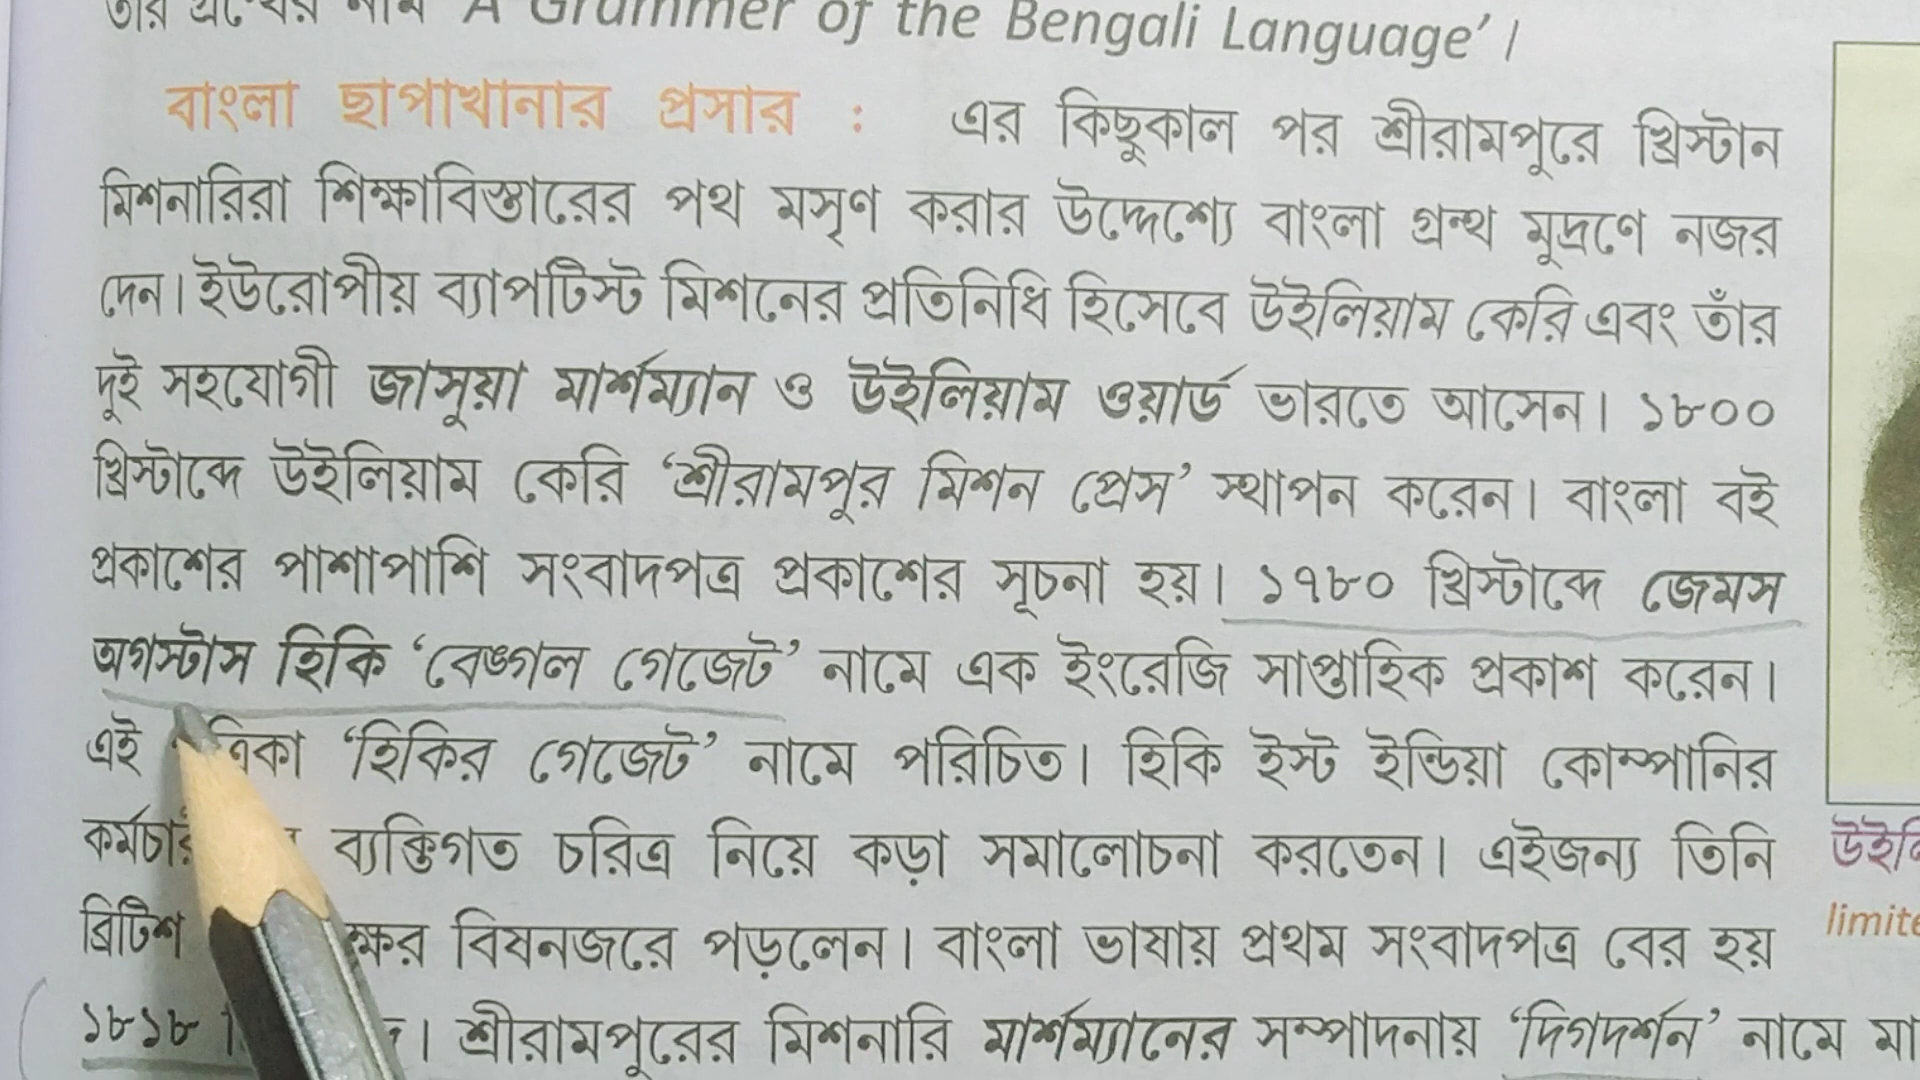 তাঁর গ্রন্থের নাম 'A Grammer of the Bengali Language'।
বাংলা ছাপাখানার প্রসার : এর কিছুকাল পর শ্রীরামপুরে খ্রিস্টান
মিশনারিরা শিক্ষাবিস্তারের পথ মসৃণ করার উদ্দেশ্যে বাংলা গ্রন্থ মুদ্রণে নজর
দেন। ইউরোপীয় ব্যাপটিস্ট মিশনের প্রতিনিধি হিসেবে উইলিয়াম কেরি এবং তাঁর
দুই সহযোগী জাসুয়া মার্শম্যান ও উইলিয়াম ওয়ার্ড ভারতে আসেন। ১৮০০
খ্রিস্টাব্দে উইলিয়াম কেরি 'শ্রীরামপুর মিশন প্রেস' স্থাপন করেন। বাংলা বই
প্রকাশের পাশাপাশি সংবাদপত্র প্রকাশের সূচনা হয়। ১৭৮০ খ্রিস্টাব্দে জেমস
অগস্টাস হিকি 'বেঙ্গল গেজেট' নামে এক ইংরেজি সাপ্তাহিক প্রকাশ করেন।
এই ত্রিকা 'হিকির গেজেট' নামে পরিচিত। হিকি ইস্ট ইন্ডিয়া কোম্পানির
ব্যক্তিগত চরিত্র নিয়ে কড়া সমালোচনা করতেন। এইজন্য তিনি
ব্রিটিশ ক্ষের বিষনজরে পড়লেন। বাংলা ভাষায় প্রথম সংবাদপত্র বের হয়
১৮১৮ । শ্রীরামপুরের মিশনারি মার্শম্যানের সম্পাদনায় 'দিগদর্শন' নামে মা
উইলি
limite